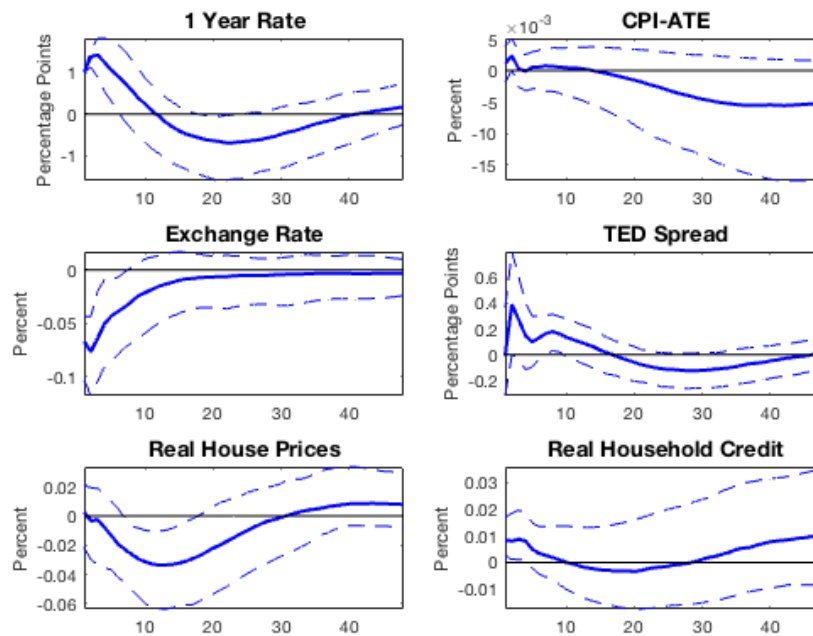 1 Year Rate
Percentage Points
1
0
-1
10 20 30 40
CPI-ATE
×10⁻³
Percent
5
0
-5
-10
-15
10 20 30 40
Exchange Rate
Percent
0
-0.05
-0.1
10 20 30 40
TED Spread
Percentage Points
0.6
0.4
0.2
0
-0.2
10 20 30 40
Real House Prices
Percent
0.02
0
-0.02
-0.04
-0.06
10 20 30 40
Real Household Credit
Percent
0.03
0.02
0.01
0
-0.01
10 20 30 40